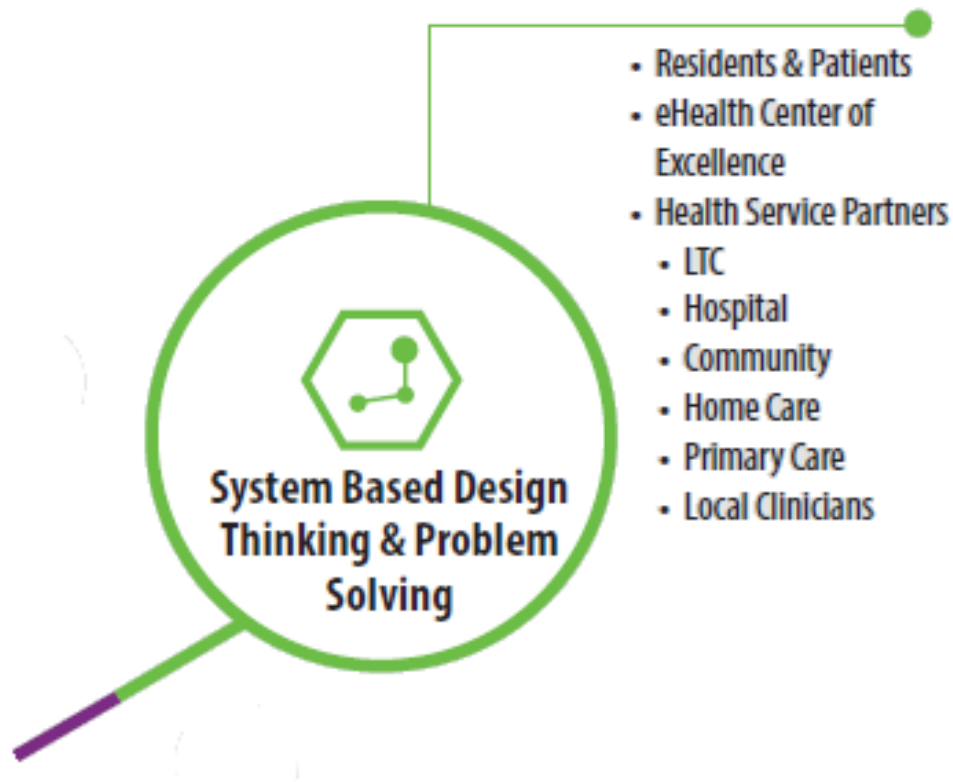 • Residents & Patients
• eHealth Center of
Excellence
• Health Service Partners
• LTC
• Hospital
• Community
• Home Care
• Primary Care
• Local Clinicians
System Based Design
Thinking & Problem
Solving